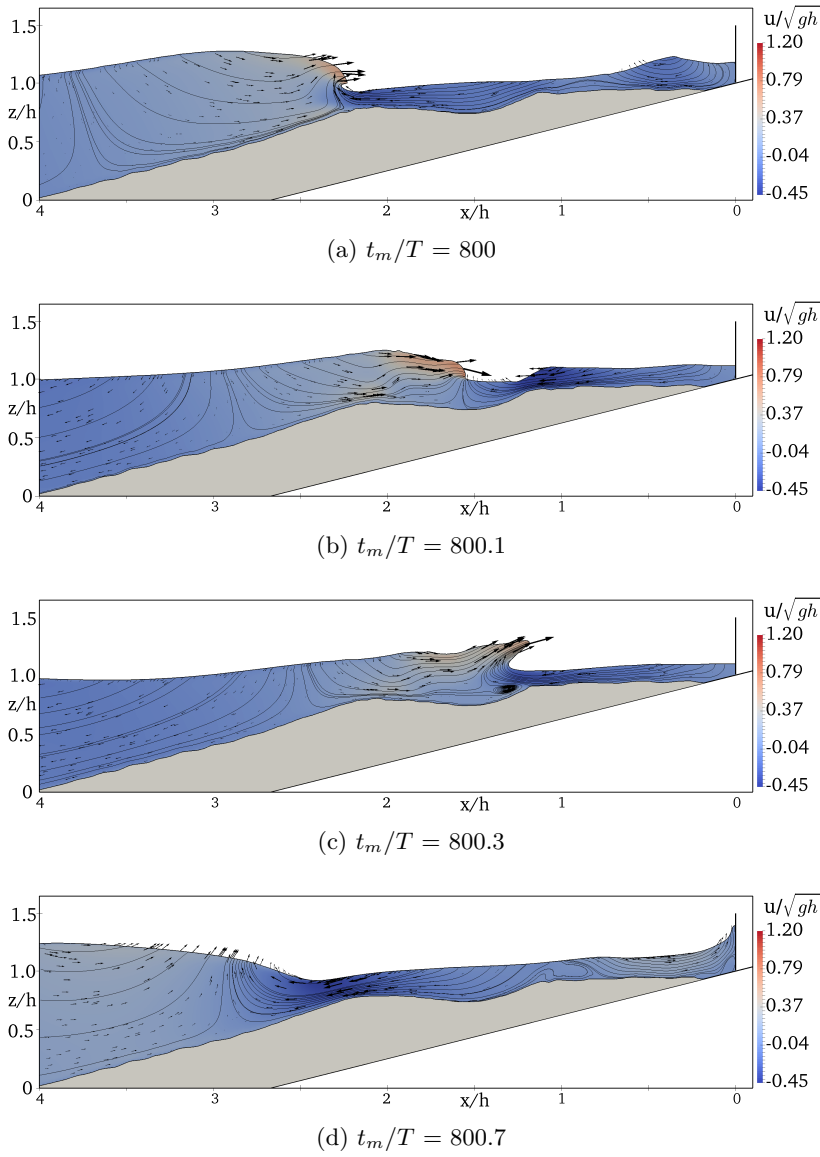 u/√gh
1.5
1.20
1.0
0.79
z/h
0.37
0.5
-0.04
0
-0.45
4 3 2 1 0
x/h
(a) t_m/T = 800
u/√gh
1.5
1.20
1.0
0.79
z/h
0.37
0.5
-0.04
0
-0.45
4 3 2 1 0
x/h
(b) t_m/T = 800.1
u/√gh
1.5
1.20
1.0
0.79
z/h
0.37
0.5
-0.04
0
-0.45
4 3 2 1 0
x/h
(c) t_m/T = 800.3
u/√gh
1.5
1.20
1.0
0.79
z/h
0.37
0.5
-0.04
0
-0.45
4 3 2 1 0
x/h
(d) t_m/T = 800.7